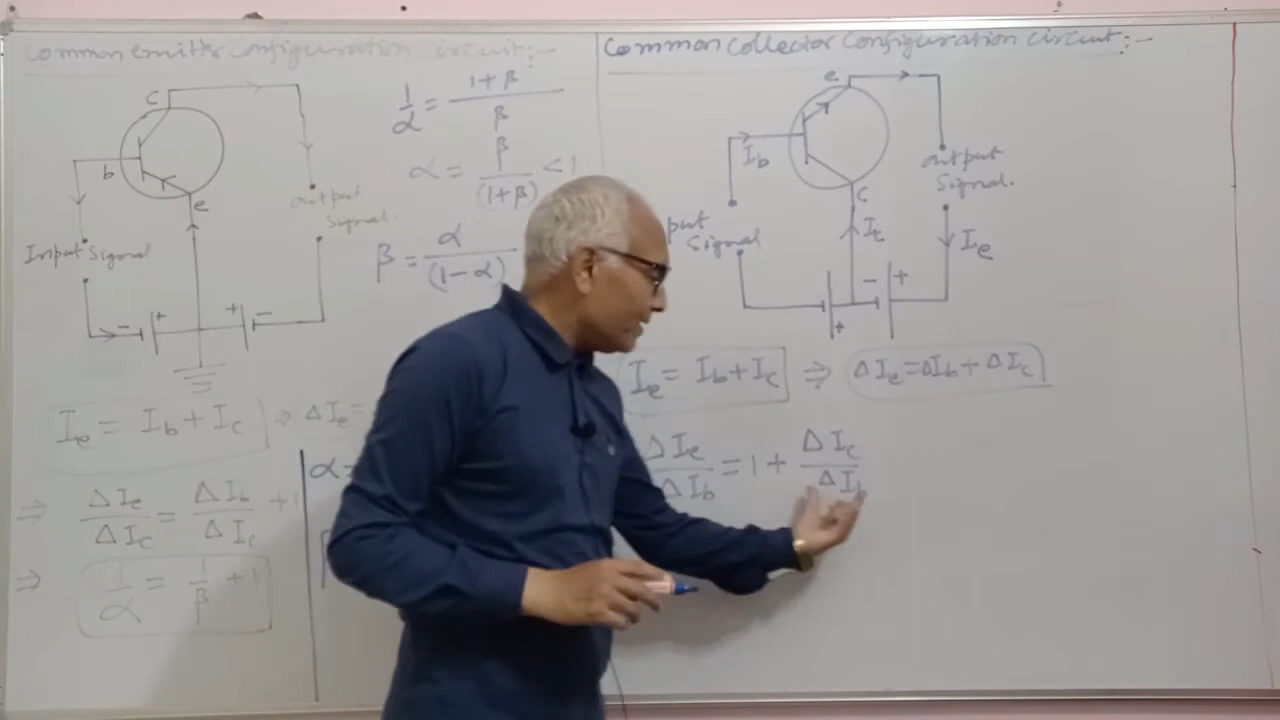 Common emitter Configuration circuit:-
c
b
e
Input Signal
output
Signal.
- +
+ -
Ie = Ib + Ic ⇒ ΔIe =
⇒ ΔIe/ΔIc = ΔIb/ΔIc + 1
⇒ 1/α = 1/β + 1
1/α = (1+β)/β
α = β/(1+β) < 1
β = α/(1-α)
α =
Common Collector Configuration circuit:-
e
Ib
c
Signal
output
Signal.
Ic
Ie
+
- +
Ie = Ib + Ic ⇒ ΔIe = ΔIb + ΔIc
ΔIe/ΔIb = 1 + ΔIc/ΔIb